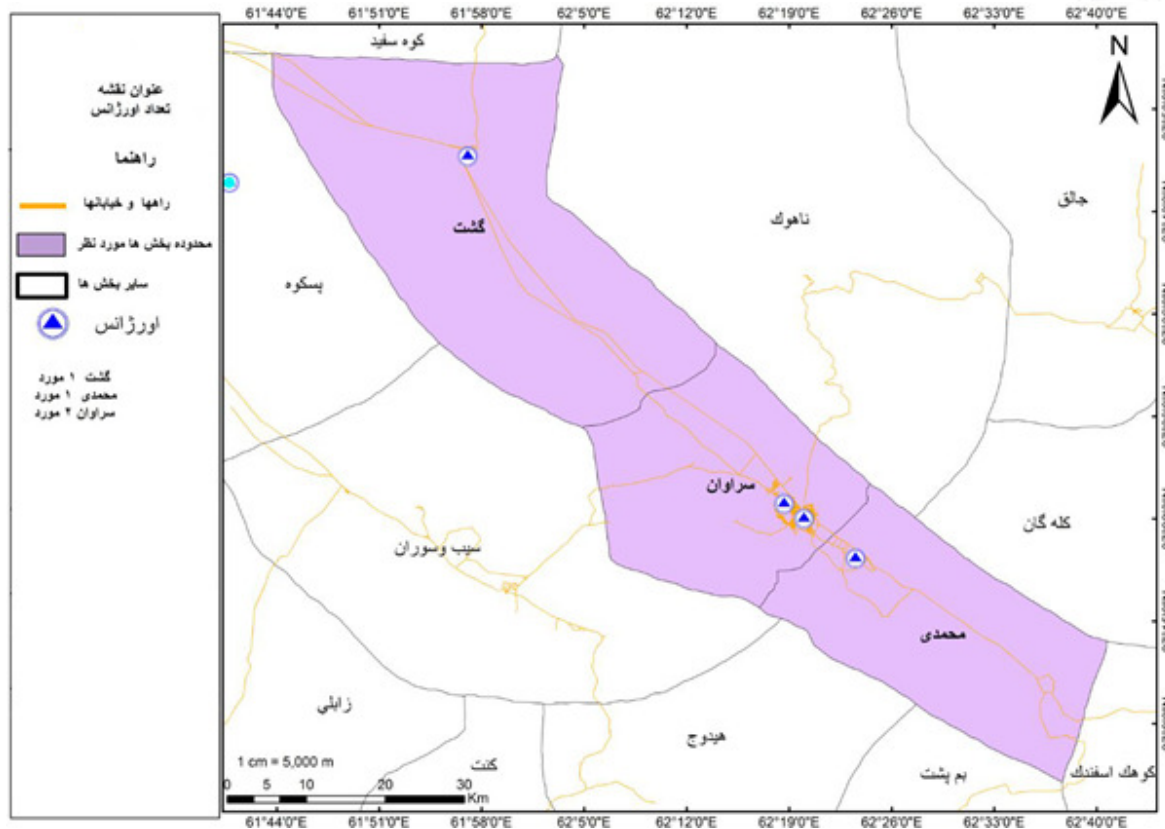 61°44'0"E 61°51'0"E 61°58'0"E 62°5'0"E 62°12'0"E 62°19'0"E 62°26'0"E 62°33'0"E 62°40'0"E
عنوان نقشه
تعداد اورژانس
راهنما
راهها و خیابانها
محدوده بخش ها مورد نظر
سایر بخش ها
اورژانس
گشت ۱ مورد
محمدی ۱ مورد
سراوان ۲ مورد
N
کوه سفید
جالق
ناهوک
گشت
پسکوه
سراوان
کله گان
سیب وسوران
محمدی
زابلي
هیدوج
کنت
بم پشت
کوهک اسفندک
1 cm = 5,000 m
0 5 10 20 30
Km
61°44'0"E 61°51'0"E 61°58'0"E 62°5'0"E 62°12'0"E 62°19'0"E 62°26'0"E 62°33'0"E 62°40'0"E